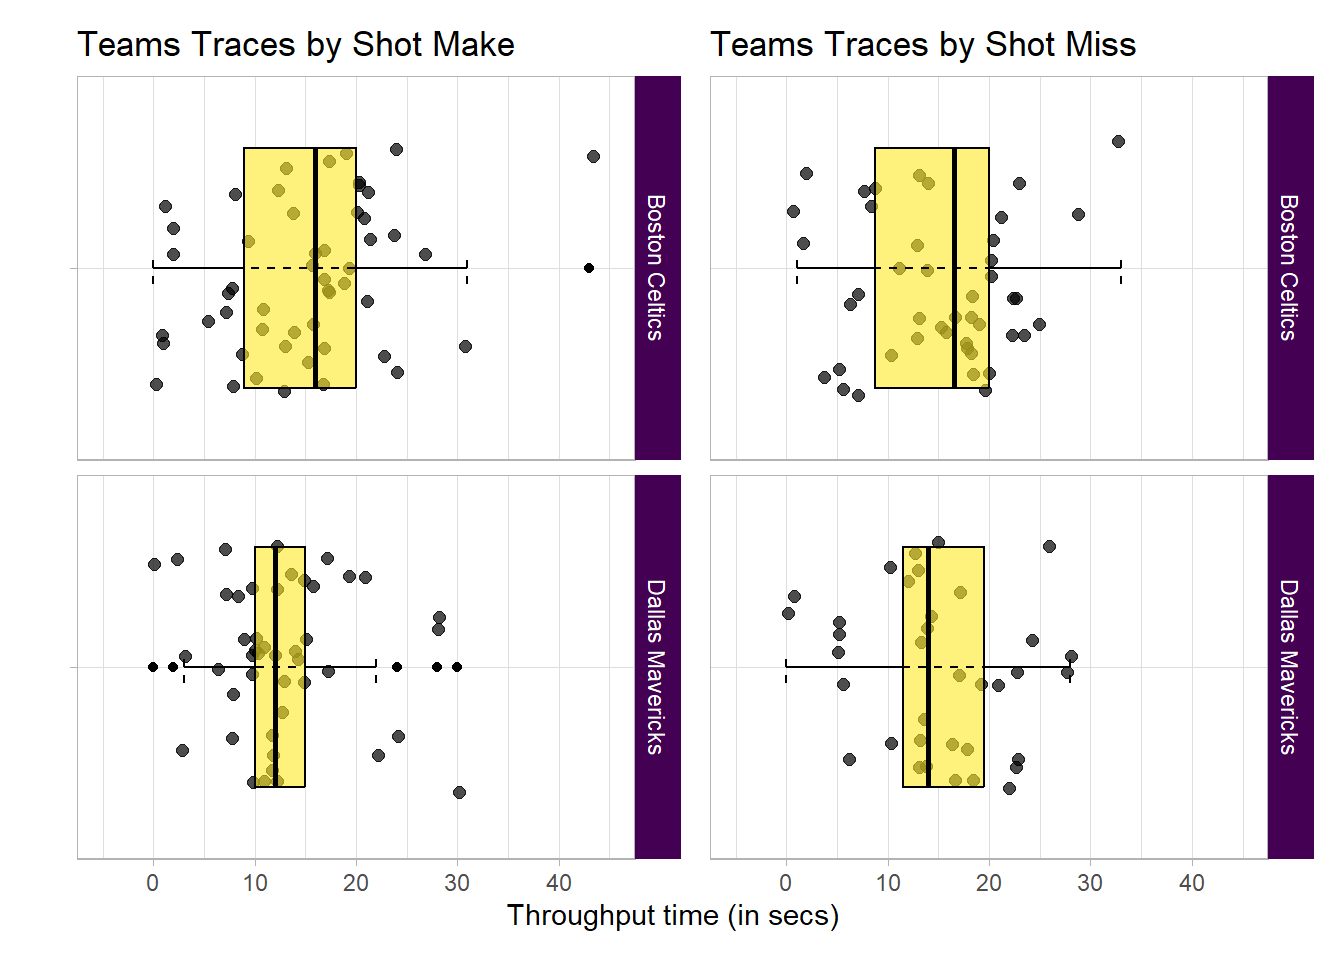 Teams Traces by Shot Make
Teams Traces by Shot Miss
Boston Celtics
Boston Celtics
Dallas Mavericks
Dallas Mavericks
0 10 20 30 40
0 10 20 30 40
Throughput time (in secs)